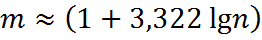 m ≈ (1 + 3,322 lgn)